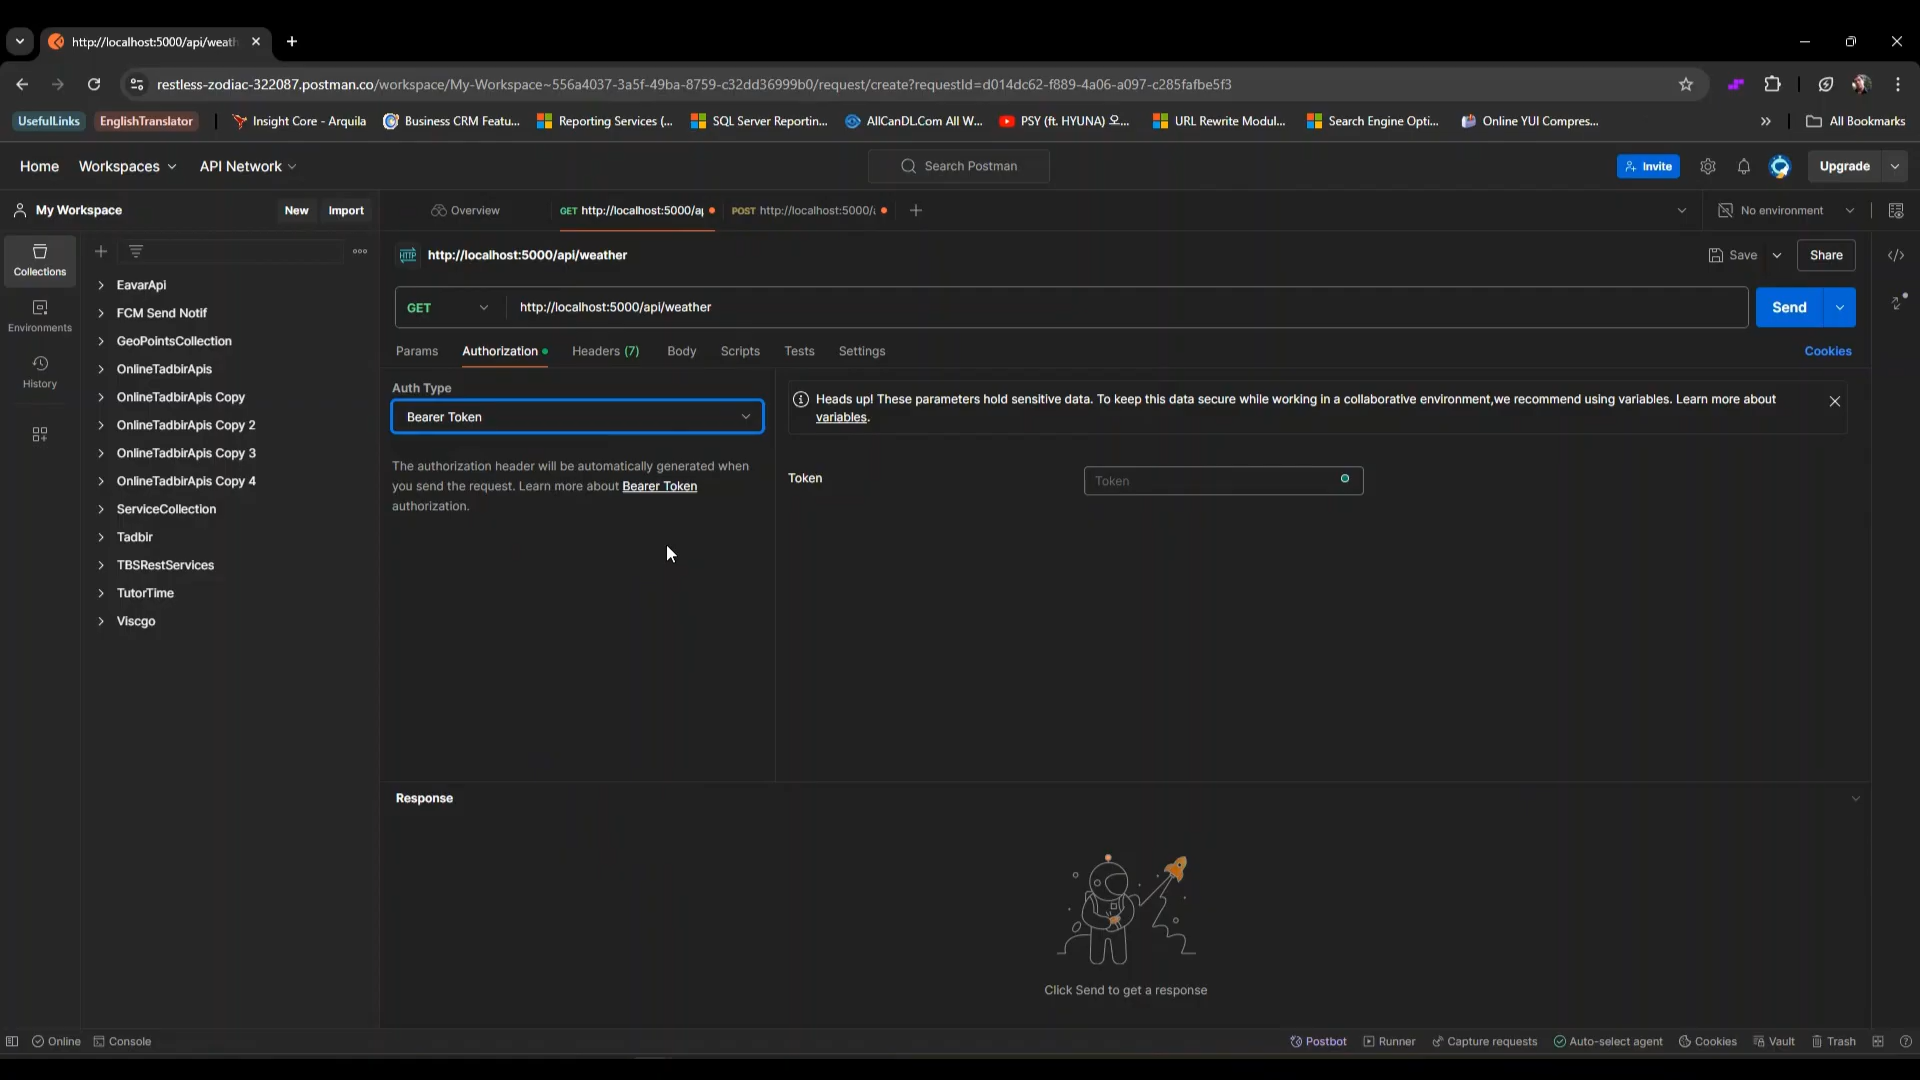 http://localhost:5000/api/weath
restless-zodiac-322087.postman.co/workspace/My-Workspace~556a4037-3a5f-49ba-8759-c32dd36999b0/request/create?requestId=d014dc62-f889-4a06-a097-c285fafbe5f3
UsefulLinks EnglishTranslator Insight Core - Arquila Business CRM Featu... Reporting Services (... SQL Server Reportin... AllCanDL.Com All W... PSY (ft. HYUNA) 오... URL Rewrite Modul... Search Engine Opti... Online YUI Compres... » All Bookmarks
Home Workspaces API Network Search Postman Invite Upgrade
My Workspace New Import Overview GET http://localhost:5000/ap POST http://localhost:5000/a No environment
Collections
Environments
History
EavarApi
FCM Send Notif
GeoPointsCollection
OnlineTadbirApis
OnlineTadbirApis Copy
OnlineTadbirApis Copy 2
OnlineTadbirApis Copy 3
OnlineTadbirApis Copy 4
ServiceCollection
Tadbir
TBSRestServices
TutorTime
Viscgo
HTTP http://localhost:5000/api/weather Save Share
GET http://localhost:5000/api/weather Send
Params Authorization Headers (7) Body Scripts Tests Settings Cookies
Auth Type
Bearer Token
The authorization header will be automatically generated when
you send the request. Learn more about Bearer Token
authorization.
Heads up! These parameters hold sensitive data. To keep this data secure while working in a collaborative environment,we recommend using variables. Learn more about
variables.
Token Token
Response
Click Send to get a response
Online Console Postbot Runner Capture requests Auto-select agent Cookies Vault Trash